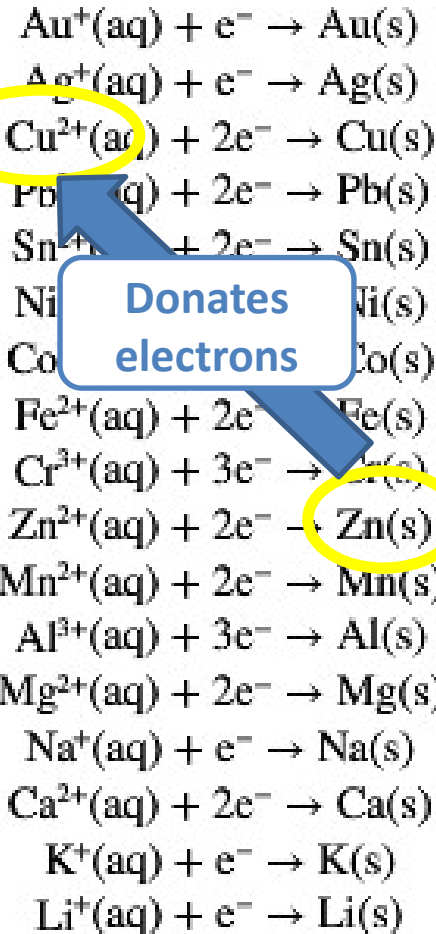 Au⁺(aq) + e⁻ → Au(s)
Ag⁺(aq) + e⁻ → Ag(s)
Cu²⁺(aq) + 2e⁻ → Cu(s)
Pb q) + 2e⁻ → Pb(s)
Sn + 2e⁻ → Sn(s)
Ni Ni(s)
Donates
electrons
Co Co(s)
Fe²⁺(aq) + 2e⁻ Fe(s)
Cr³⁺(aq) + 3e⁻ → Cr(s)
Zn²⁺(aq) + 2e⁻ → Zn(s)
Mn²⁺(aq) + 2e⁻ → Mn(s)
Al³⁺(aq) + 3e⁻ → Al(s)
Mg²⁺(aq) + 2e⁻ → Mg(s)
Na⁺(aq) + e⁻ → Na(s)
Ca²⁺(aq) + 2e⁻ → Ca(s)
K⁺(aq) + e⁻ → K(s)
Li⁺(aq) + e⁻ → Li(s)